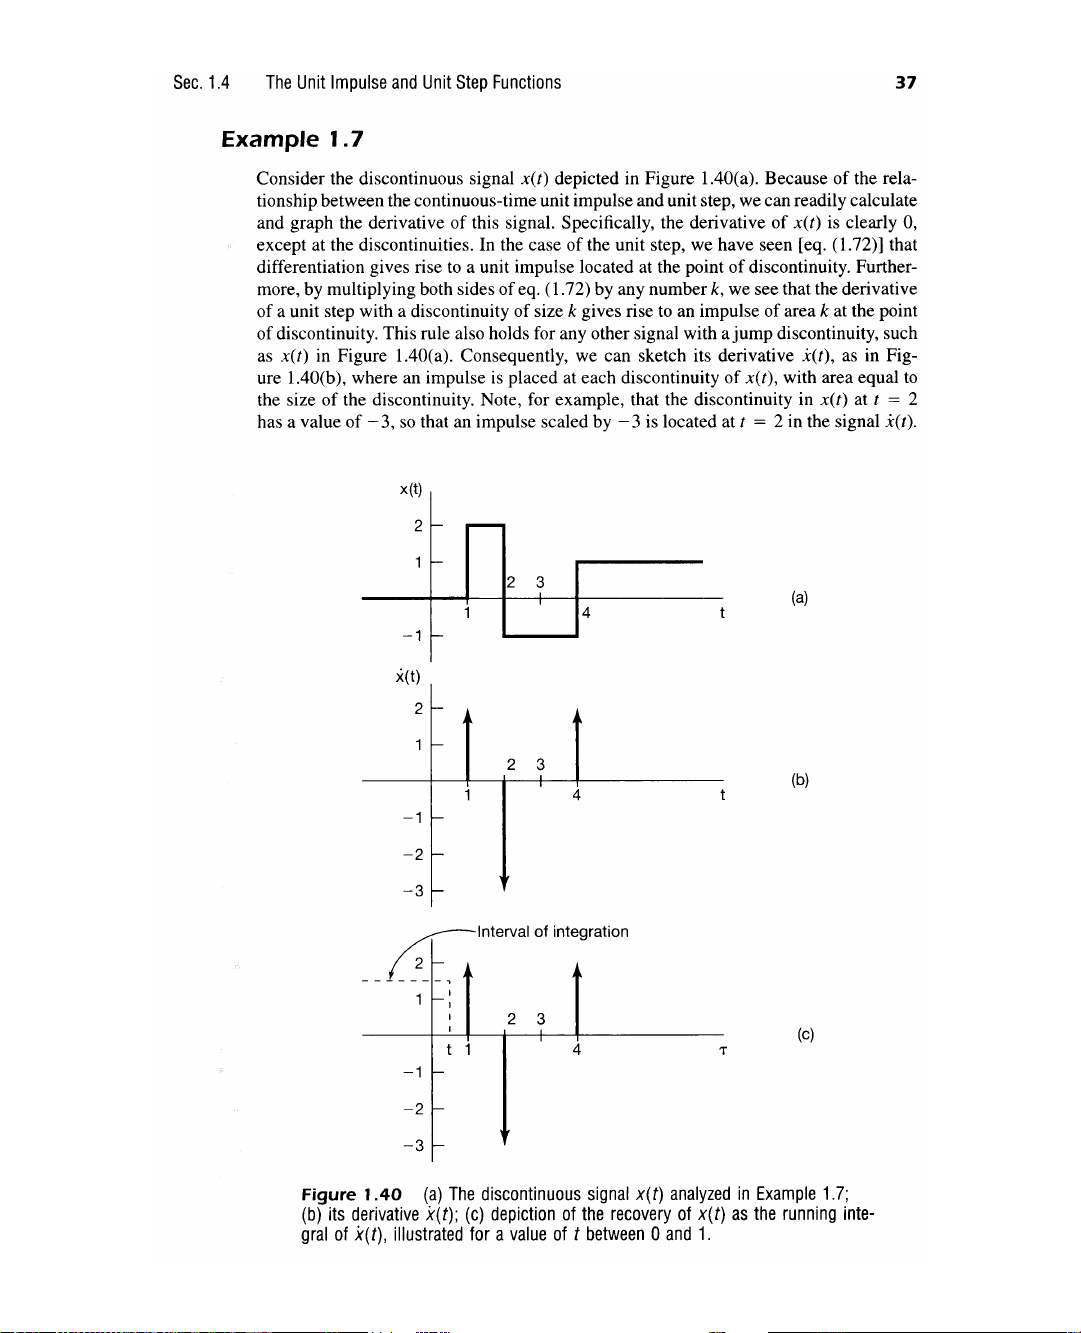 Sec. 1.4 The Unit Impulse and Unit Step Functions 37
Example 1.7
Consider the discontinuous signal x(t) depicted in Figure 1.40(a). Because of the rela-
tionship between the continuous-time unit impulse and unit step, we can readily calculate
and graph the derivative of this signal. Specifically, the derivative of x(t) is clearly 0,
except at the discontinuities. In the case of the unit step, we have seen [eq. (1.72)] that
differentiation gives rise to a unit impulse located at the point of discontinuity. Further-
more, by multiplying both sides of eq. (1.72) by any number k, we see that the derivative
of a unit step with a discontinuity of size k gives rise to an impulse of area k at the point
of discontinuity. This rule also holds for any other signal with a jump discontinuity, such
as x(t) in Figure 1.40(a). Consequently, we can sketch its derivative ẋ(t), as in Fig-
ure 1.40(b), where an impulse is placed at each discontinuity of x(t), with area equal to
the size of the discontinuity. Note, for example, that the discontinuity in x(t) at t = 2
has a value of −3, so that an impulse scaled by −3 is located at t = 2 in the signal ẋ(t).
x(t)
2
1
2 3
(a)
1 4 t
−1
ẋ(t)
2
1
2 3
(b)
1 4 t
−1
−2
−3
Interval of integration
2
1
2 3
(c)
t 1 4 τ
−1
−2
−3
Figure 1.40 (a) The discontinuous signal x(t) analyzed in Example 1.7;
(b) its derivative ẋ(t); (c) depiction of the recovery of x(t) as the running inte-
gral of ẋ(t), illustrated for a value of t between 0 and 1.